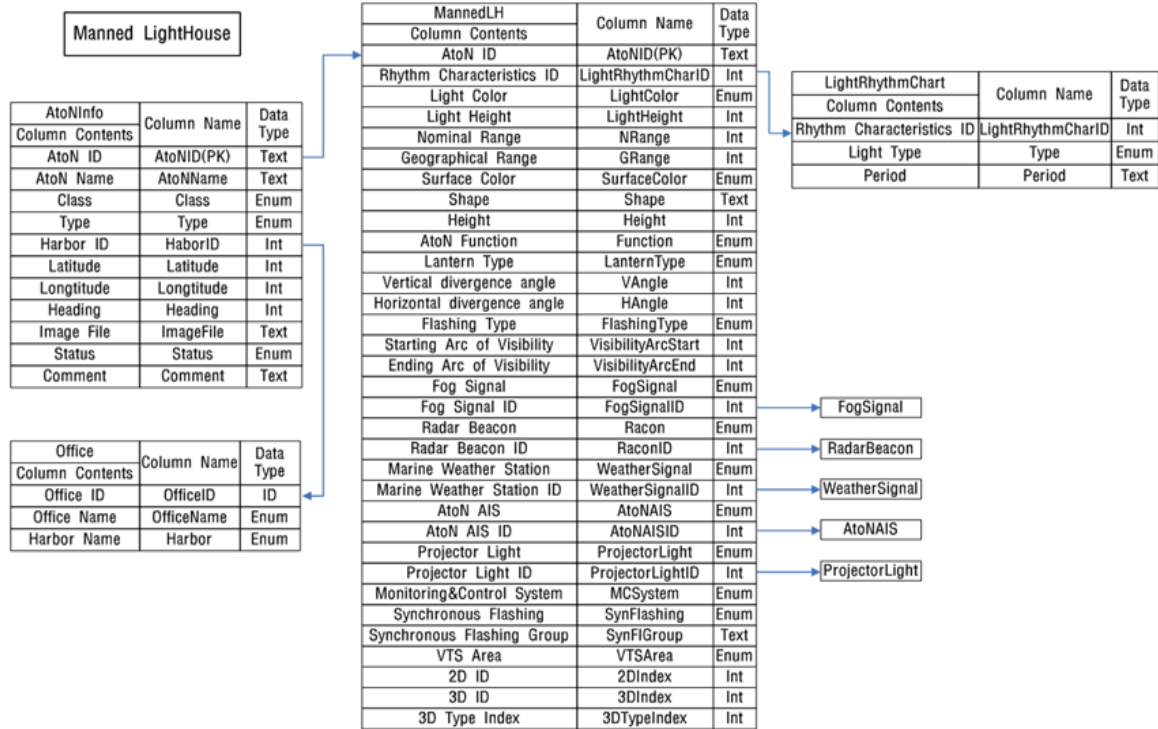 Manned LightHouse
AtoNInfo
Column Contents Column Name Data Type
AtoN ID AtoNID(PK) Text
AtoN Name AtoNName Text
Class Class Enum
Type Type Enum
Harbor ID HaborID Int
Latitude Latitude Int
Longtitude Longtitude Int
Heading Heading Int
Image File ImageFile Text
Status Status Enum
Comment Comment Text
Office
Column Contents Column Name Data Type
Office ID OfficeID ID
Office Name OfficeName Enum
Harbor Name Harbor Enum
MannedLH
Column Contents Column Name Data Type
AtoN ID AtoNID(PK) Text
Rhythm Characteristics ID LightRhythmCharID Int
Light Color LightColor Enum
Light Height LightHeight Int
Nominal Range NRange Int
Geographical Range GRange Int
Surface Color SurfaceColor Enum
Shape Shape Text
Height Height Int
AtoN Function Function Enum
Lantern Type LanternType Enum
Vertical divergence angle VAngle Int
Horizontal divergence angle HAngle Int
Flashing Type FlashingType Enum
Starting Arc of Visibility VisibilityArcStart Int
Ending Arc of Visibility VisibilityArcEnd Int
Fog Signal FogSignal Enum
Fog Signal ID FogSignalID Int
Radar Beacon Racon Enum
Radar Beacon ID RaconID Int
Marine Weather Station WeatherSignal Enum
Marine Weather Station ID WeatherSignalID Int
AtoN AIS AtoNAIS Enum
AtoN AIS ID AtoNAISID Int
Projector Light ProjectorLight Enum
Projector Light ID ProjectorLightID Int
Monitoring&Control System MCSystem Enum
Synchronous Flashing SynFlashing Enum
Synchronous Flashing Group SynFlGroup Text
VTS Area VTSArea Enum
2D ID 2DIndex Int
3D ID 3DIndex Int
3D Type Index 3DTypeIndex Int
LightRhythmChart
Column Contents Column Name Data Type
Rhythm Characteristics ID LightRhythmCharID Int
Light Type Type Enum
Period Period Text
FogSignal
RadarBeacon
WeatherSignal
AtoNAIS
ProjectorLight